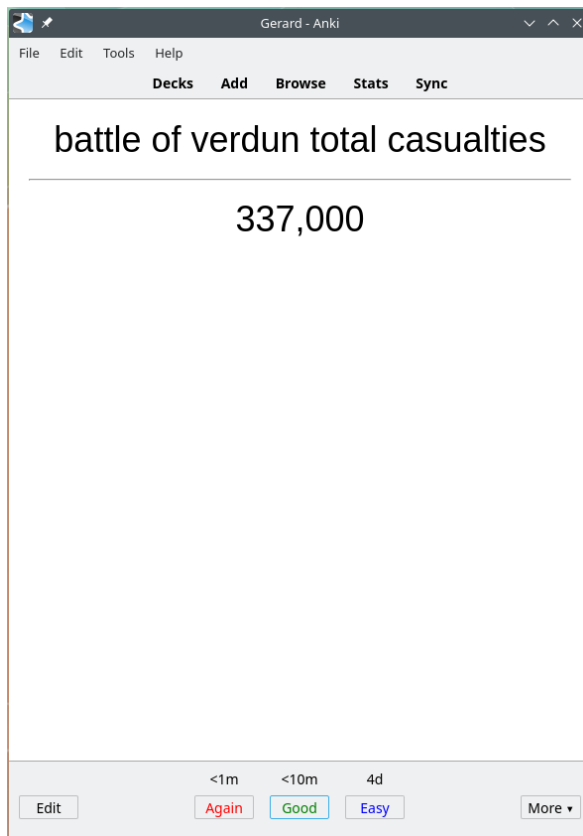 Gerard - Anki
File Edit Tools Help
Decks Add Browse Stats Sync
battle of verdun total casualties
337,000
<1m <10m 4d
Edit Again Good Easy More ▾